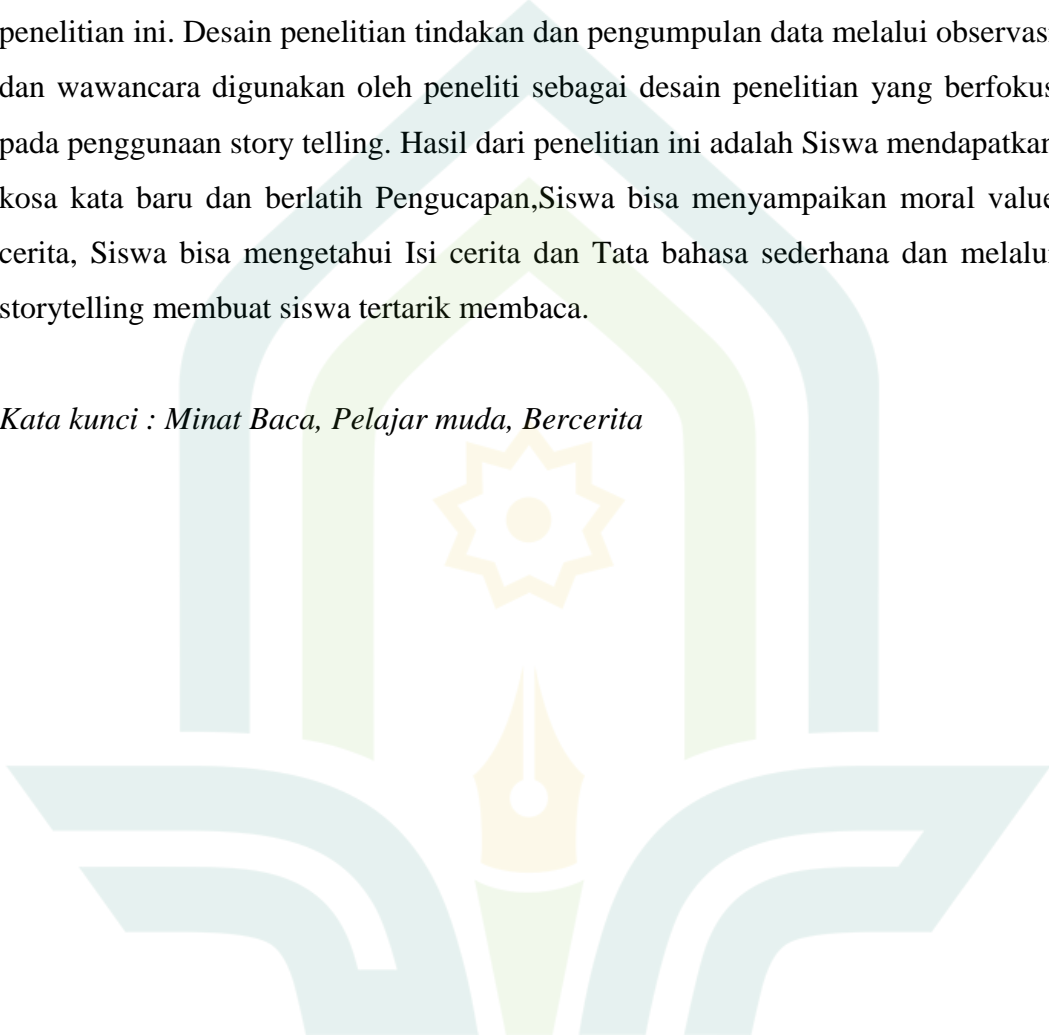 penelitian ini. Desain penelitian tindakan dan pengumpulan data melalui observas
dan wawancara digunakan oleh peneliti sebagai desain penelitian yang berfokus
pada penggunaan story telling. Hasil dari penelitian ini adalah Siswa mendapatkan
kosa kata baru dan berlatih Pengucapan,Siswa bisa menyampaikan moral value
cerita, Siswa bisa mengetahui Isi cerita dan Tata bahasa sederhana dan melalu
storytelling membuat siswa tertarik membaca.
Kata kunci : Minat Baca, Pelajar muda, Bercerita